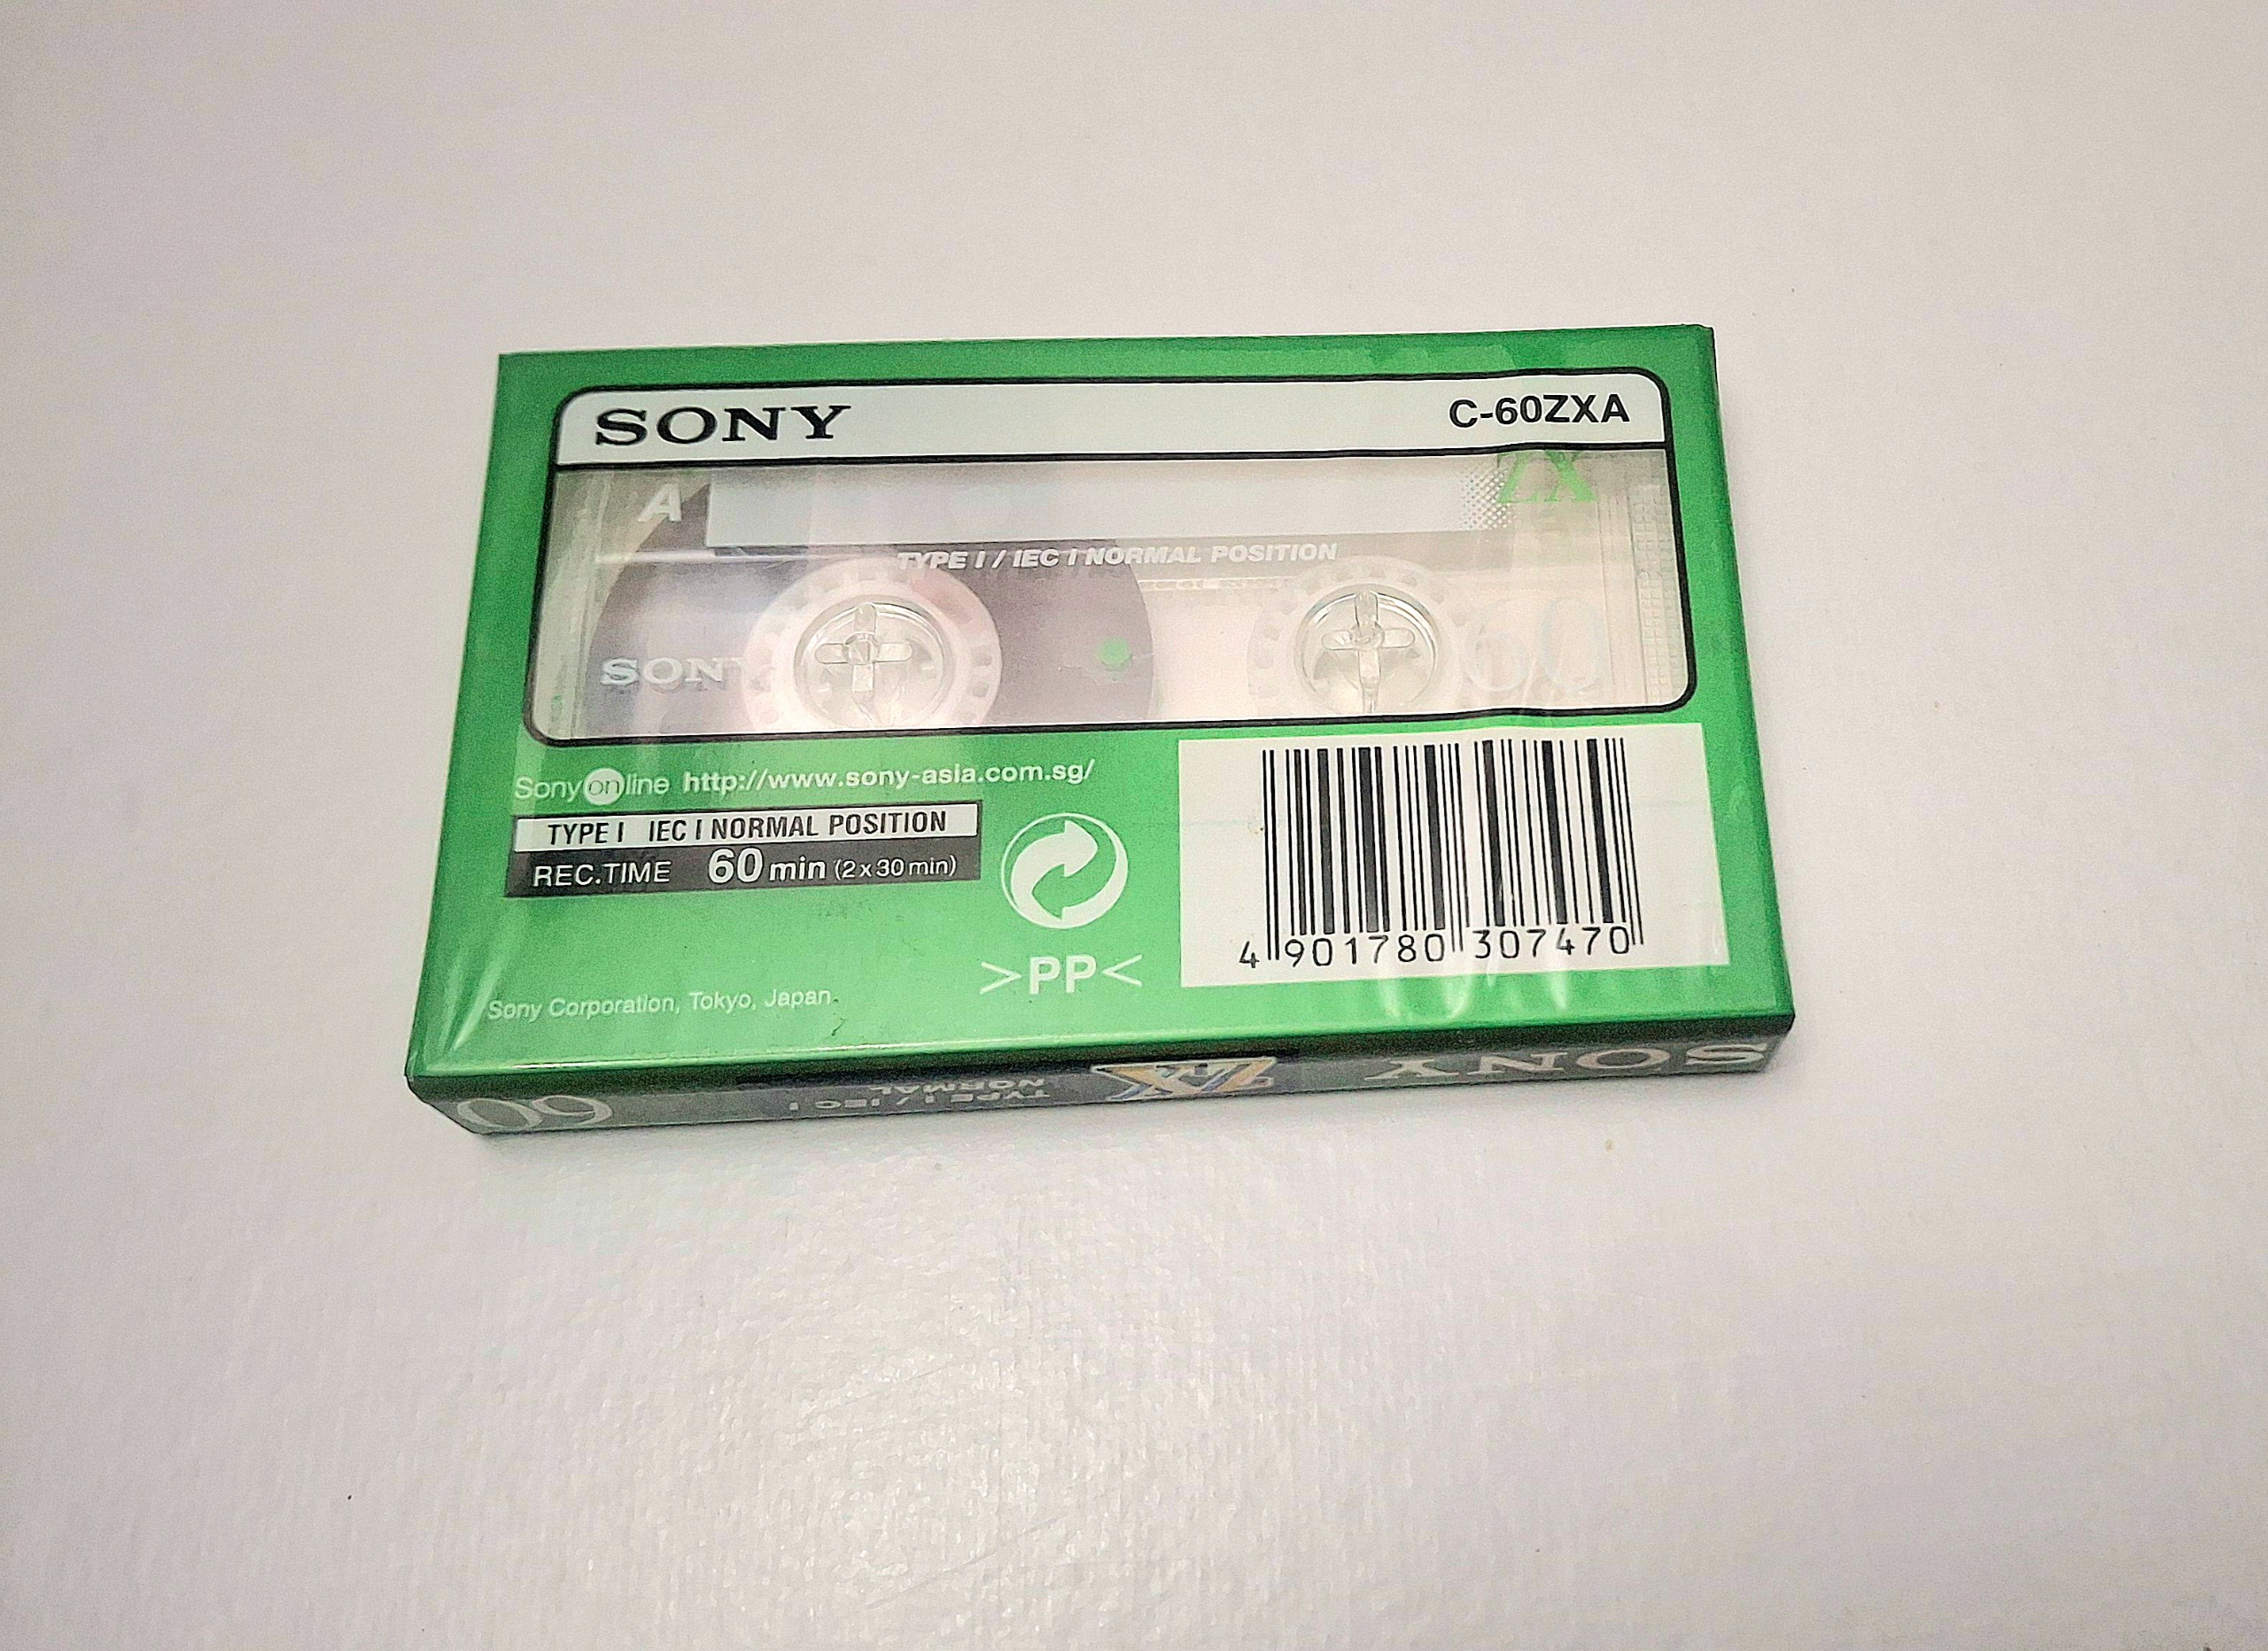 SONY C-60ZXA
ZX
A
TYPE I / IEC I NORMAL POSITION
SONY 60
Sony on line http://www.sony-asia.com.sg/
TYPE I IEC I NORMAL POSITION
REC.TIME 60 min (2 x 30 min)
>PP<
4 901780 307470
Sony Corporation, Tokyo, Japan.
SONY ZX TYPE I / IEC I 60
NORMAL